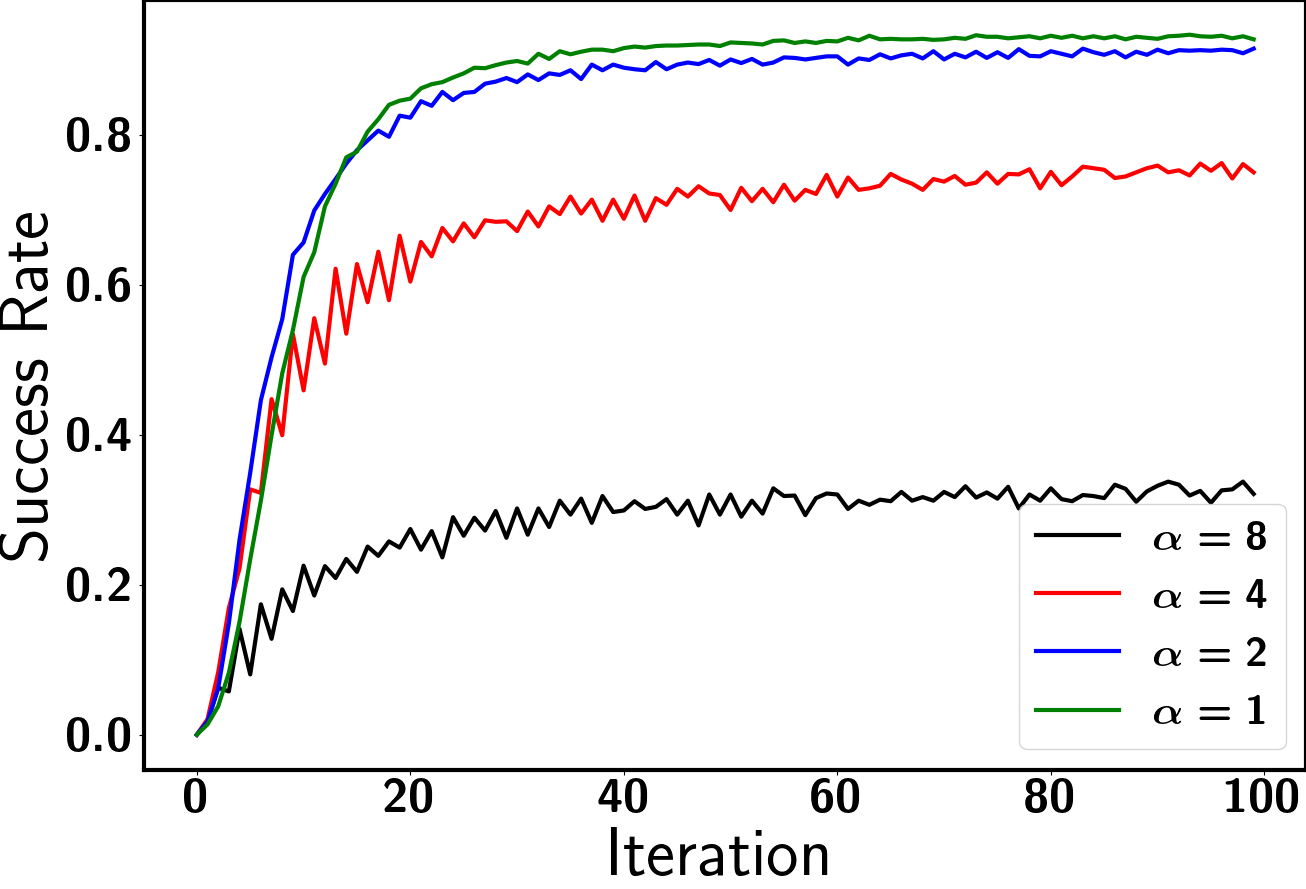 Success Rate
0.8
0.6
0.4
0.2
0.0
0 20 40 60 80 100
Iteration
α = 8
α = 4
α = 2
α = 1